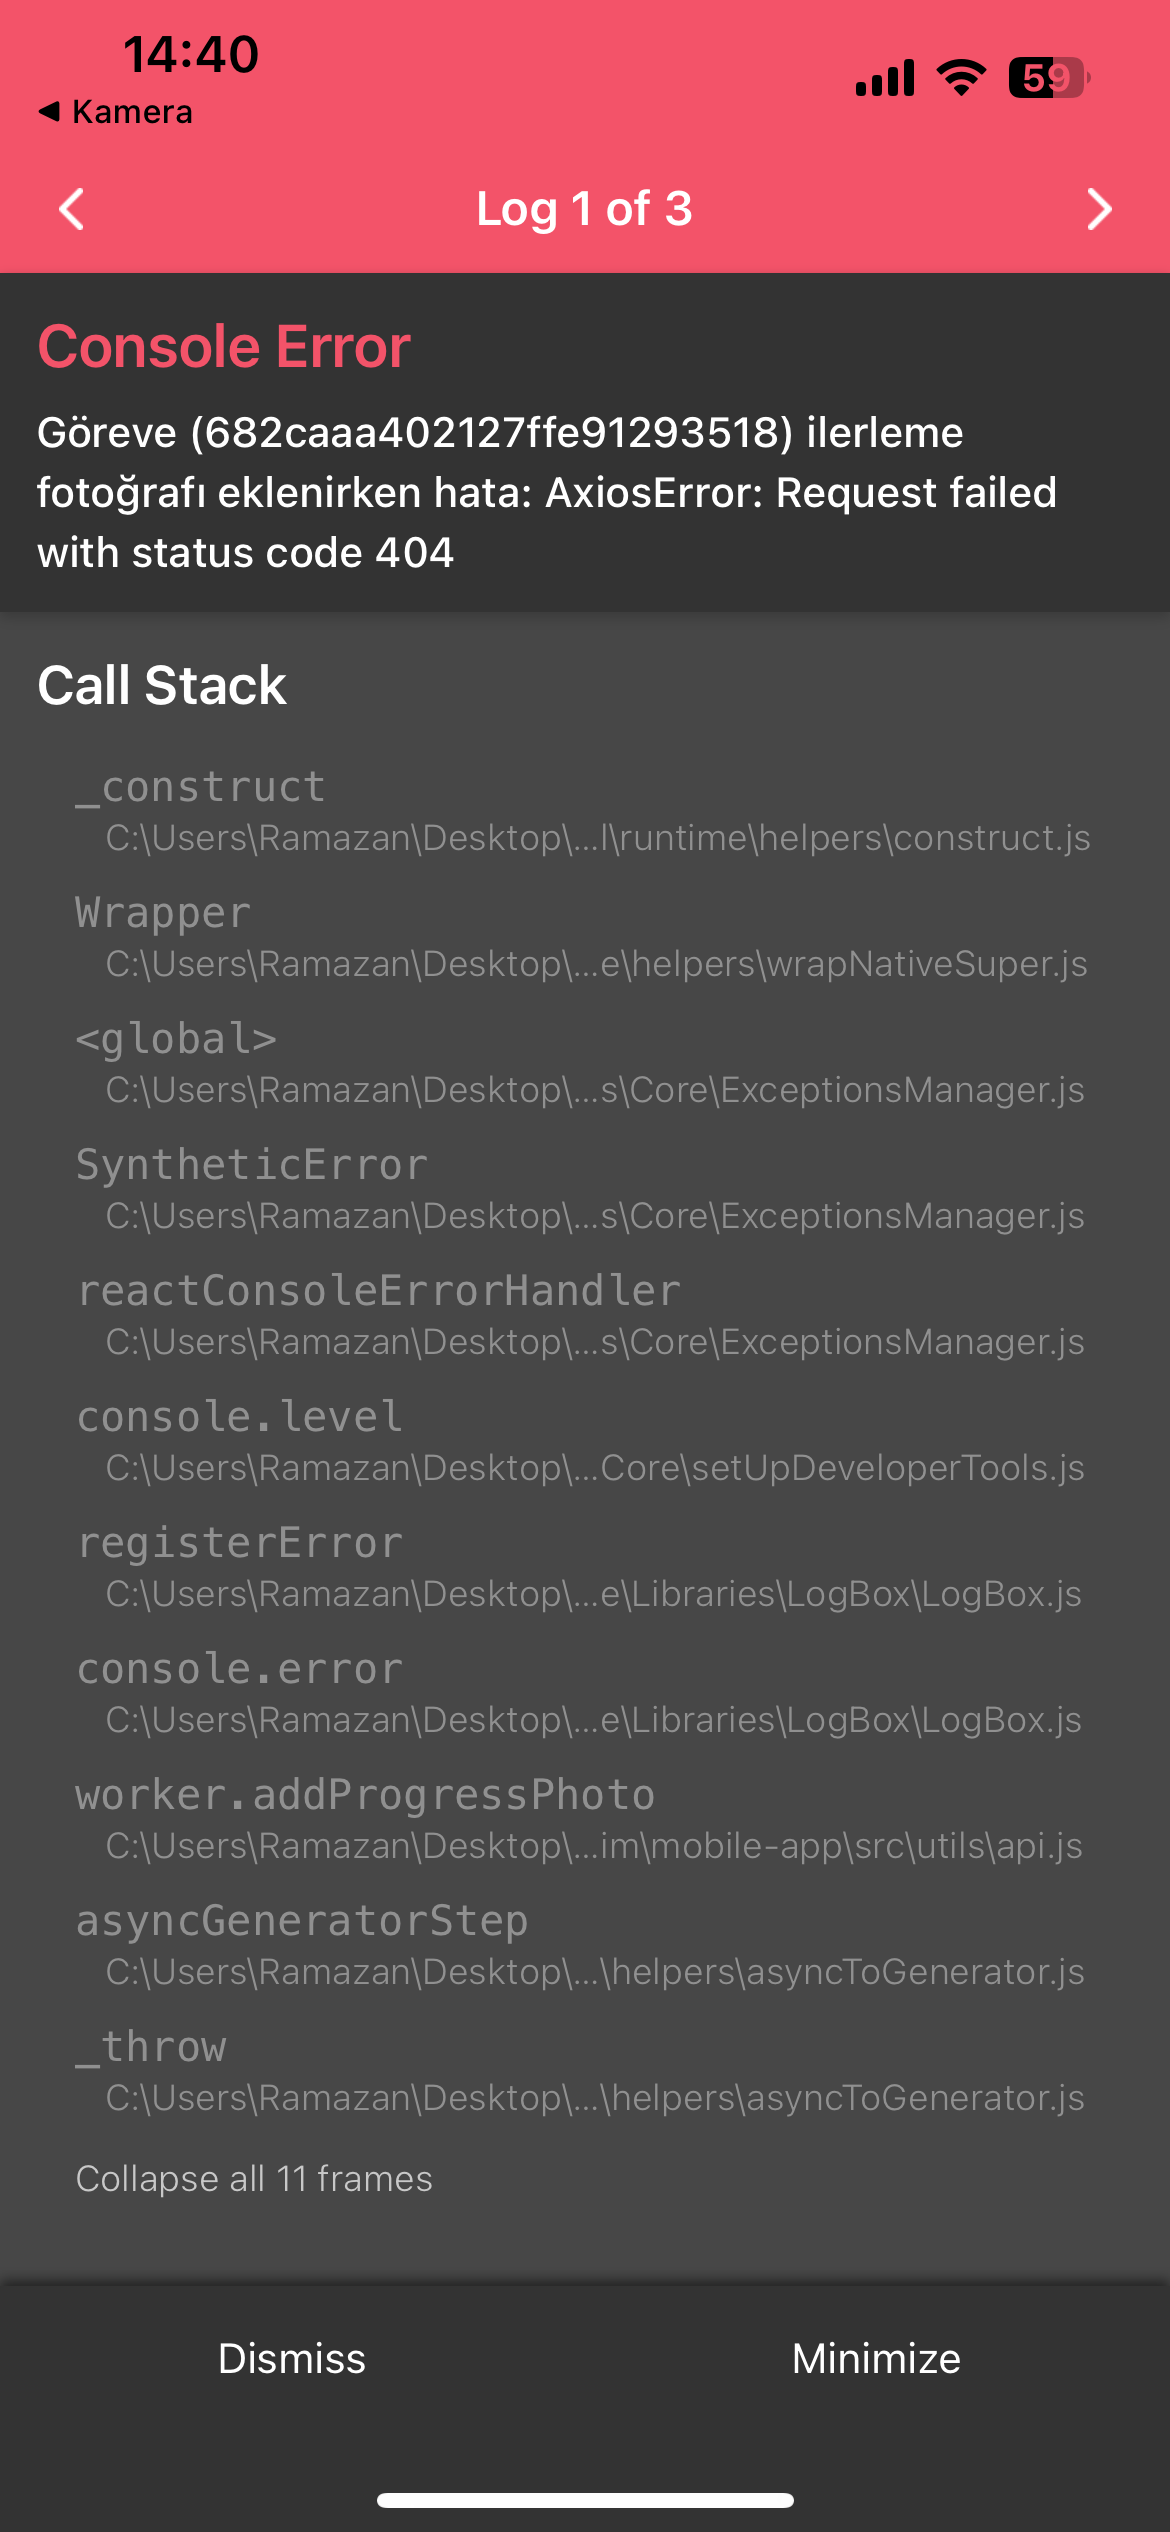 14:40
59
◀ Kamera
Log 1 of 3
Console Error
Göreve (682caaa402127ffe91293518) ilerleme
fotoğrafı eklenirken hata: AxiosError: Request failed
with status code 404
Call Stack
_construct
C:\Users\Ramazan\Desktop\...l\runtime\helpers\construct.js
Wrapper
C:\Users\Ramazan\Desktop\...e\helpers\wrapNativeSuper.js
<global>
C:\Users\Ramazan\Desktop\...s\Core\ExceptionsManager.js
SyntheticError
C:\Users\Ramazan\Desktop\...s\Core\ExceptionsManager.js
reactConsoleErrorHandler
C:\Users\Ramazan\Desktop\...s\Core\ExceptionsManager.js
console.level
C:\Users\Ramazan\Desktop\...Core\setUpDeveloperTools.js
registerError
C:\Users\Ramazan\Desktop\...e\Libraries\LogBox\LogBox.js
console.error
C:\Users\Ramazan\Desktop\...e\Libraries\LogBox\LogBox.js
worker.addProgressPhoto
C:\Users\Ramazan\Desktop\...im\mobile-app\src\utils\api.js
asyncGeneratorStep
C:\Users\Ramazan\Desktop\...\helpers\asyncToGenerator.js
_throw
C:\Users\Ramazan\Desktop\...\helpers\asyncToGenerator.js
Collapse all 11 frames
Dismiss
Minimize